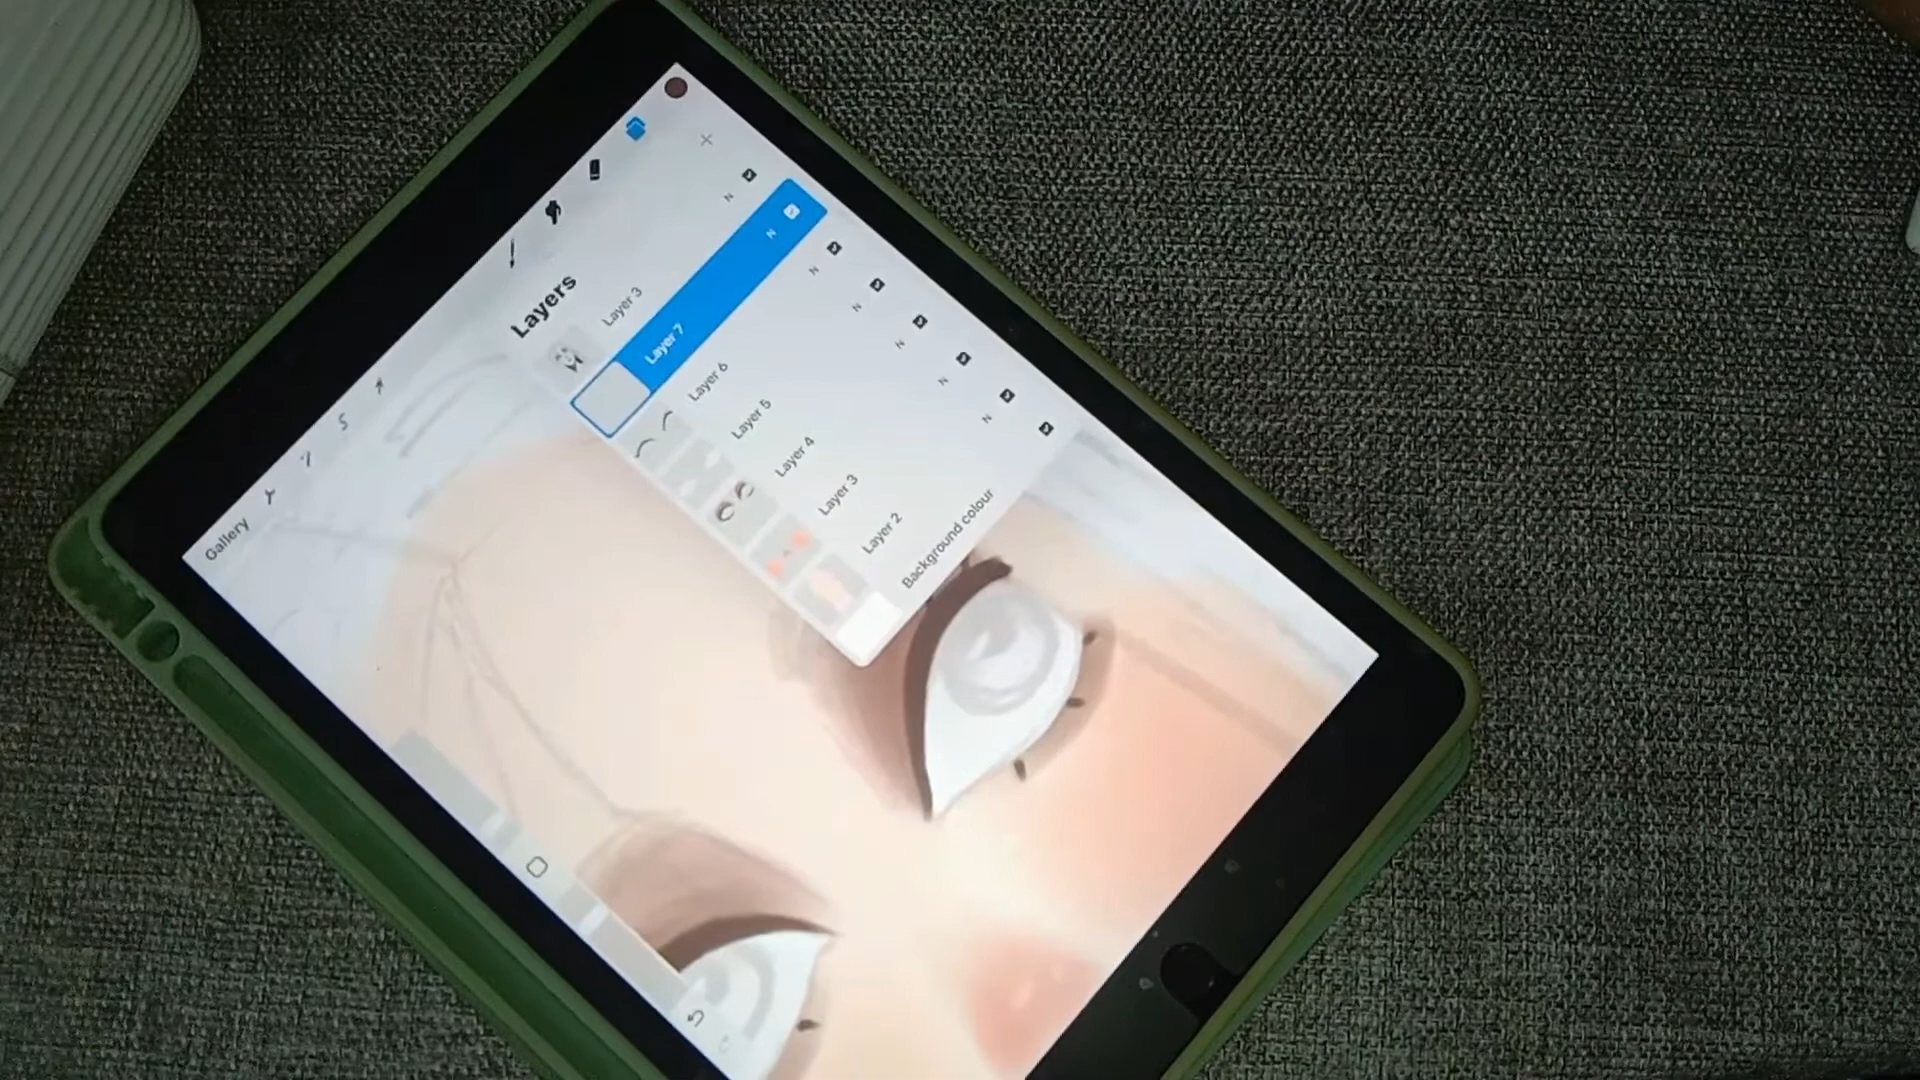 Gallery
Layers
Layer 3
N
Layer 7
N
Layer 6
N
Layer 5
N
Layer 4
N
Layer 3
N
Layer 2
N
Background colour